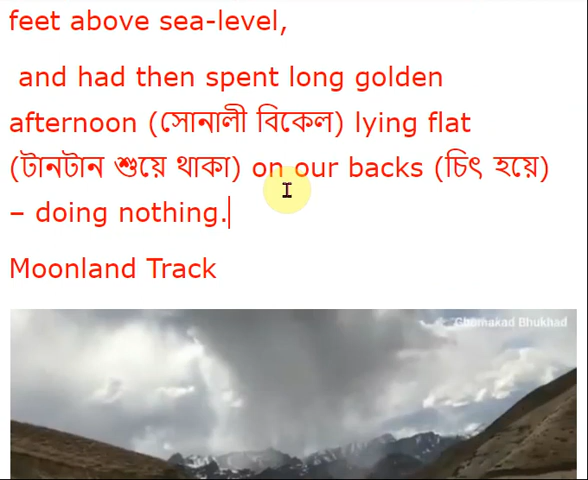 feet above sea-level,
and had then spent long golden
afternoon (সোনালী বিকেল) lying flat
(টানটান শুয়ে থাকা) on our backs (চিৎ হয়ে)
– doing nothing.
Moonland Track
Ghamakad Bhukhad